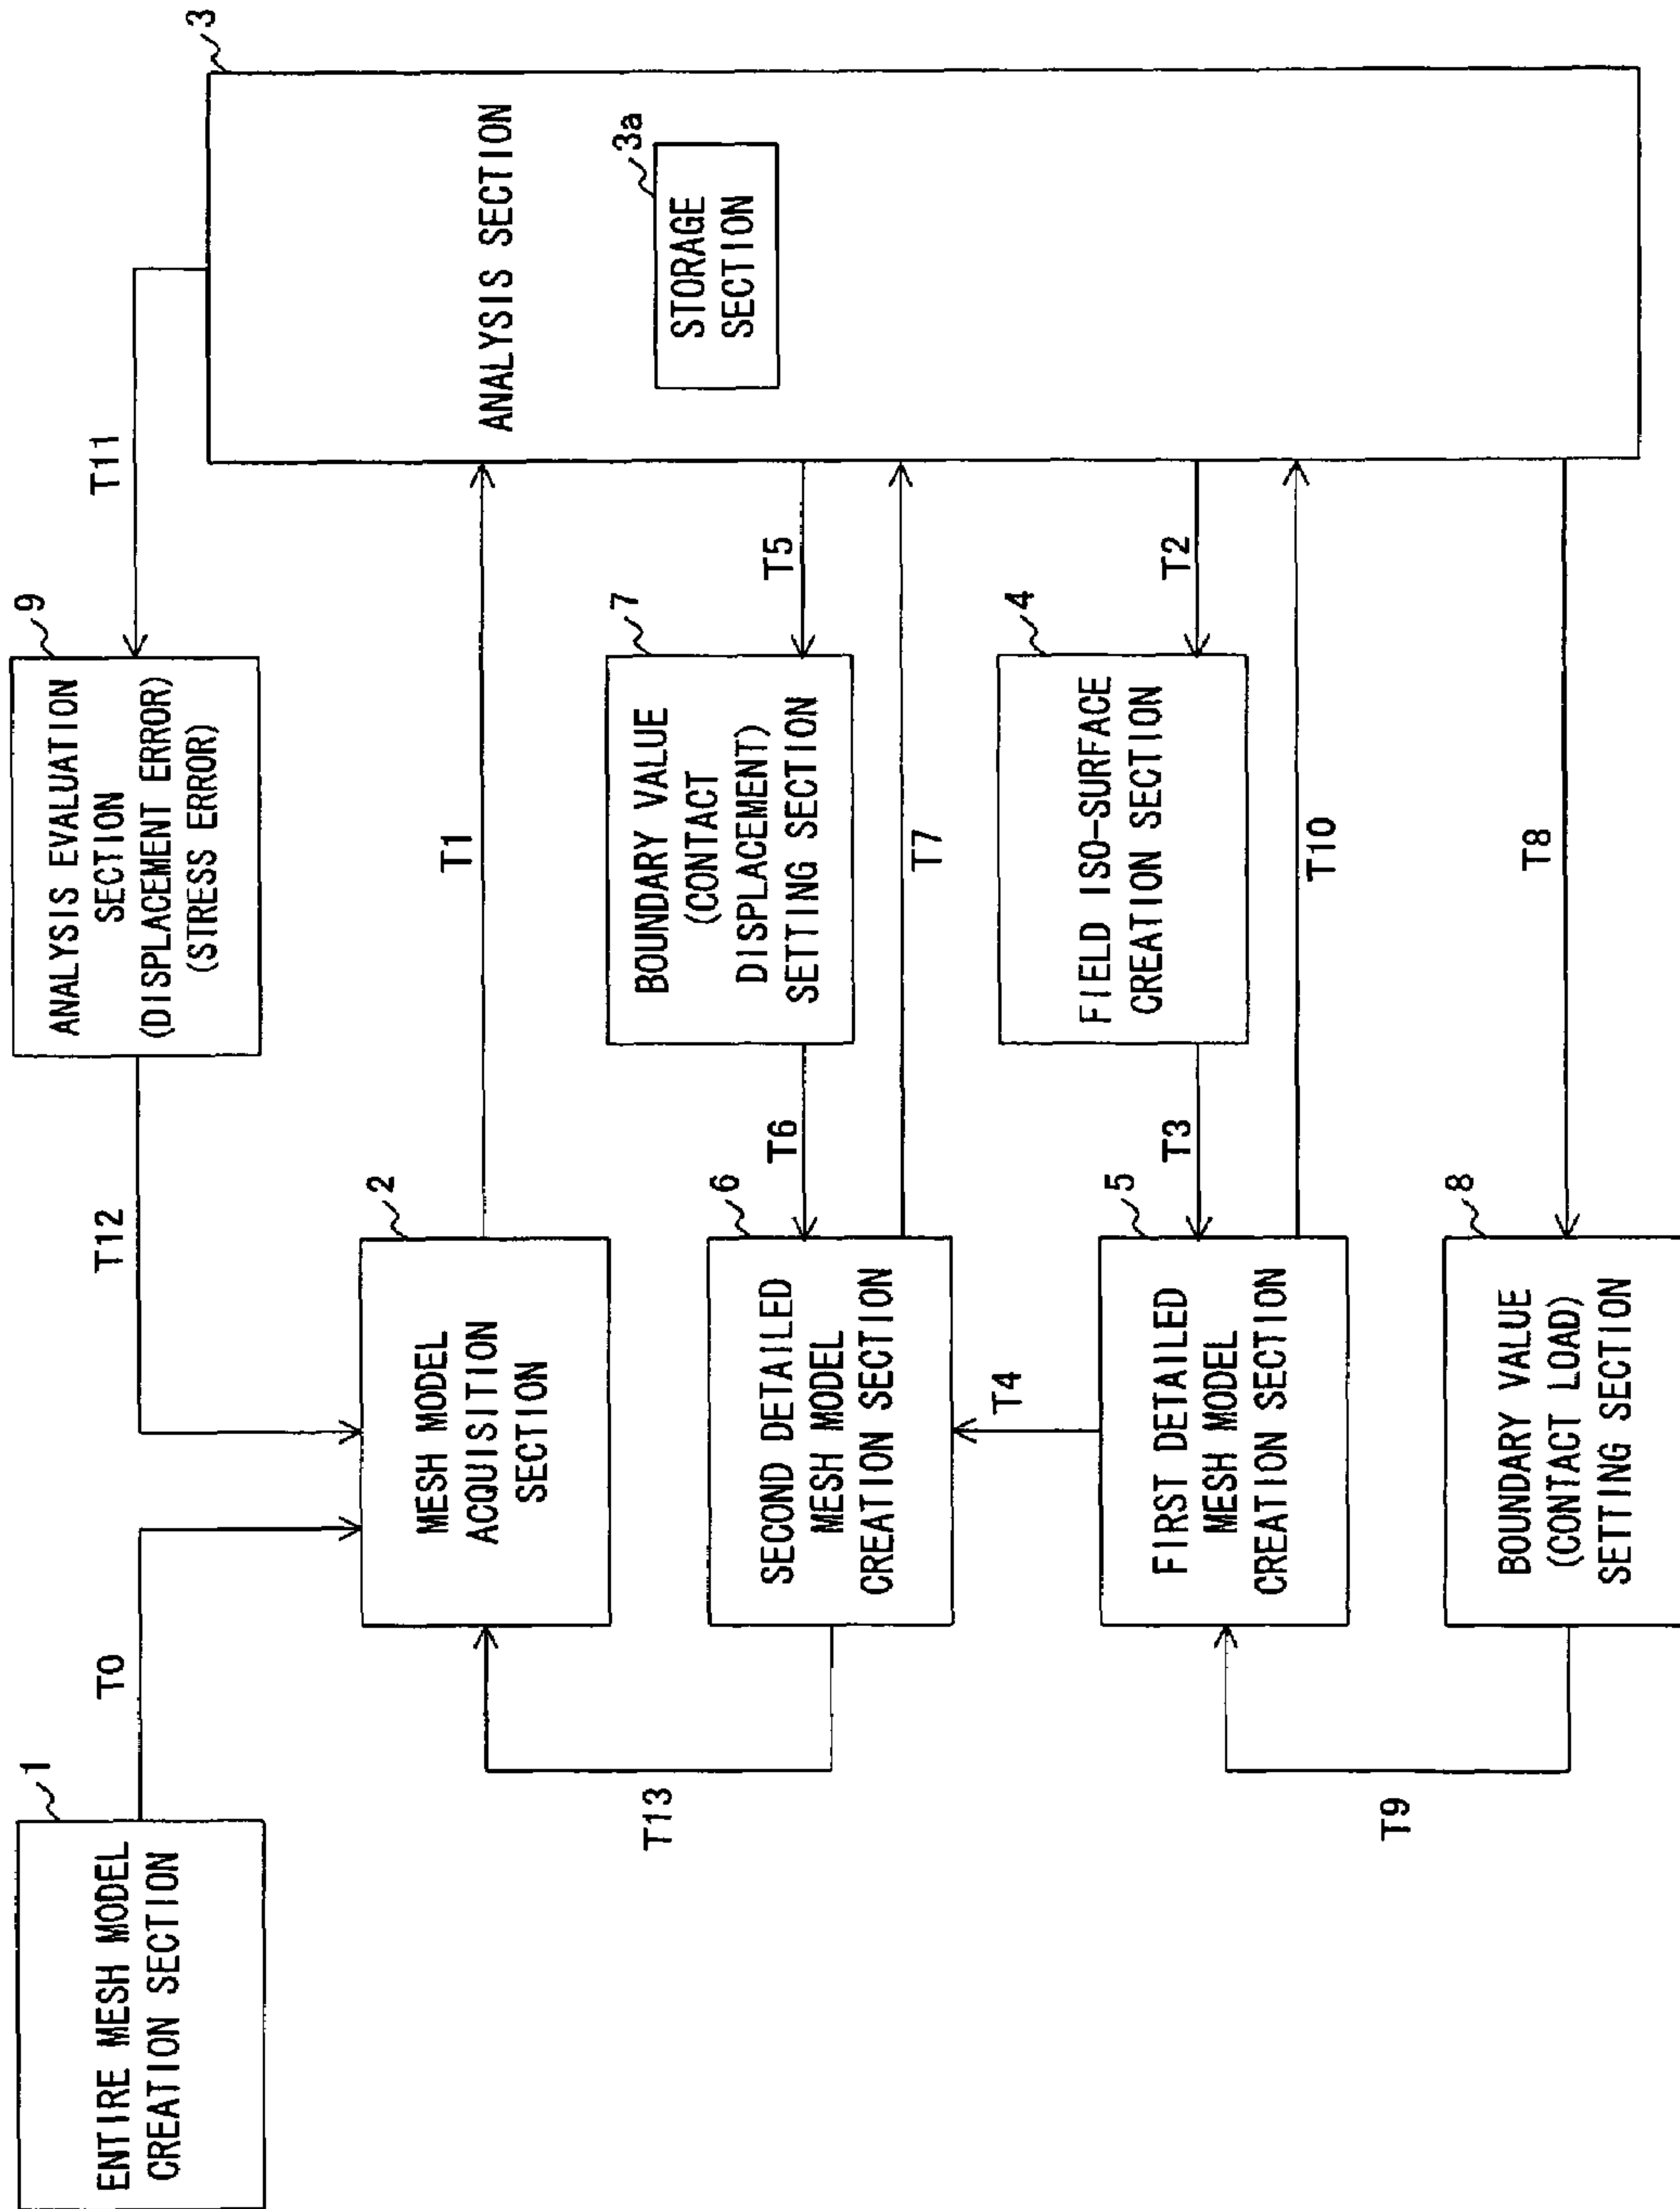 1
ENTIRE MESH MODEL
CREATION SECTION
T0
T12
9
ANALYSIS EVALUATION
SECTION
(DISPLACEMENT ERROR)
(STRESS ERROR)
T11
3
ANALYSIS SECTION
3a
STORAGE
SECTION
2
MESH MODEL
ACQUISITION
SECTION
T1
T13
6
SECOND DETAILED
MESH MODEL
CREATION SECTION
T6
7
BOUNDARY VALUE
(CONTACT
DISPLACEMENT)
SETTING SECTION
T5
T7
T4
5
FIRST DETAILED
MESH MODEL
CREATION SECTION
T3
4
FIELD ISO-SURFACE
CREATION SECTION
T2
T10
T9
8
BOUNDARY VALUE
(CONTACT LOAD)
SETTING SECTION
T8